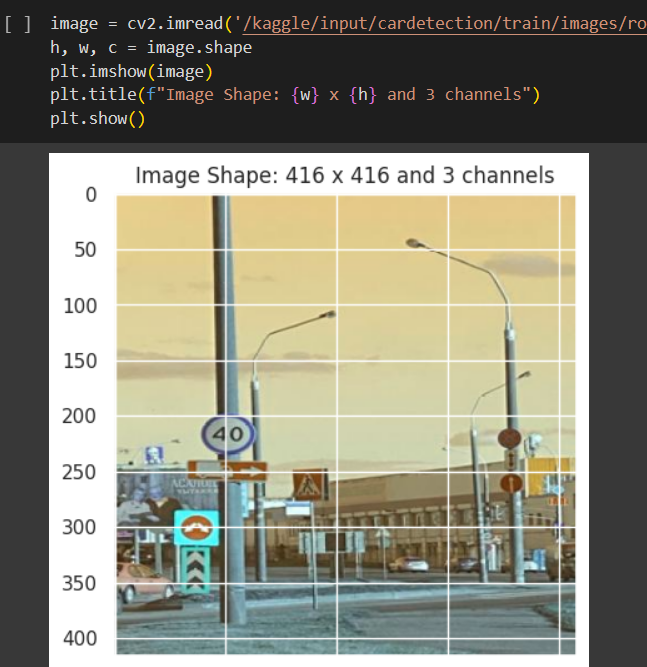 [ ] image = cv2.imread('/kaggle/input/cardetection/train/images/ro
h, w, c = image.shape
plt.imshow(image)
plt.title(f"Image Shape: {w} x {h} and 3 channels")
plt.show()
Image Shape: 416 x 416 and 3 channels
0
50
100
150
200
250
300
350
400
40